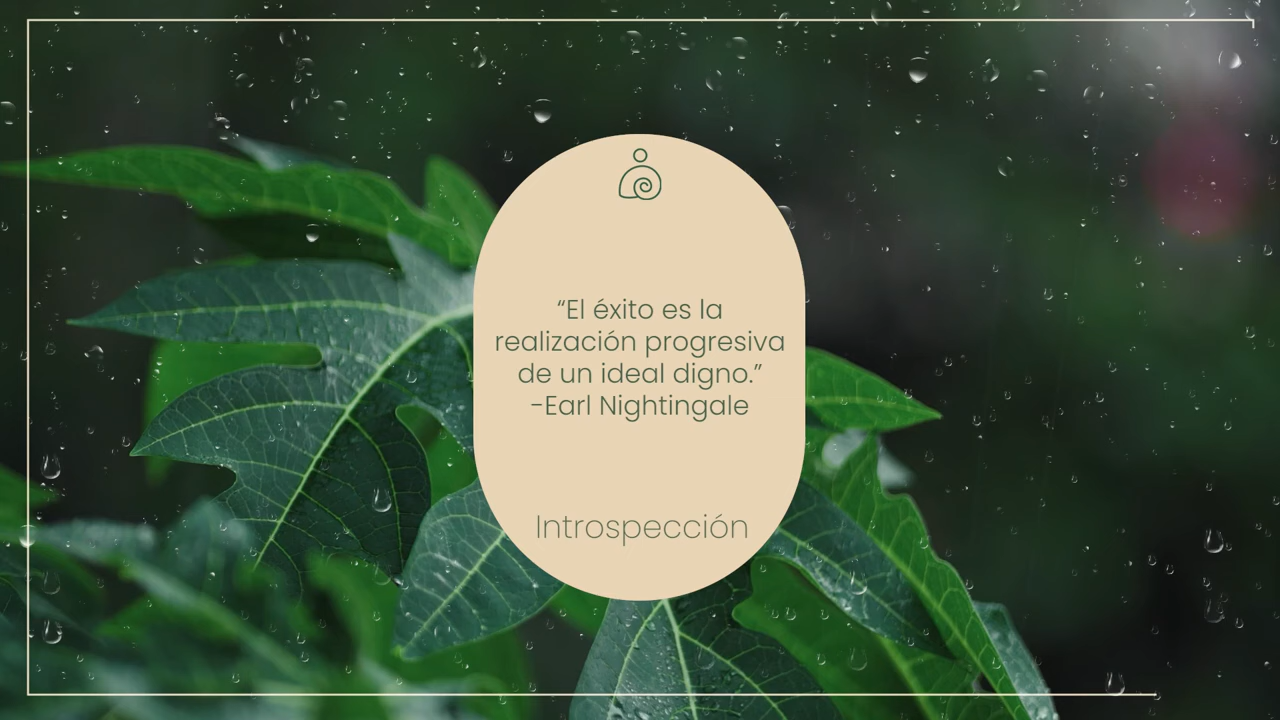 “El éxito es la
realización progresiva
de un ideal digno.”
-Earl Nightingale
Introspección